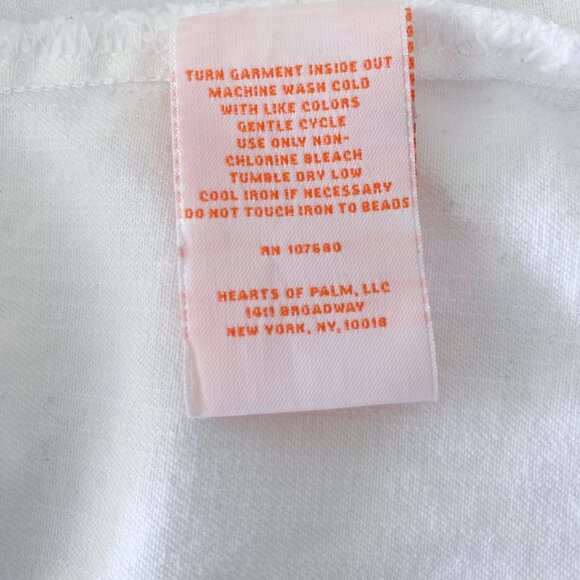 TURN GARMENT INSIDE OUT
MACHINE WASH COLD
WITH LIKE COLORS
GENTLE CYCLE
USE ONLY NON-
CHLORINE BLEACH
TUMBLE DRY LOW
COOL IRON IF NECESSARY
DO NOT TOUCH IRON TO BEADS
RN 107680
HEARTS OF PALM, LLC
1411 BROADWAY
NEW YORK, NY, 10018